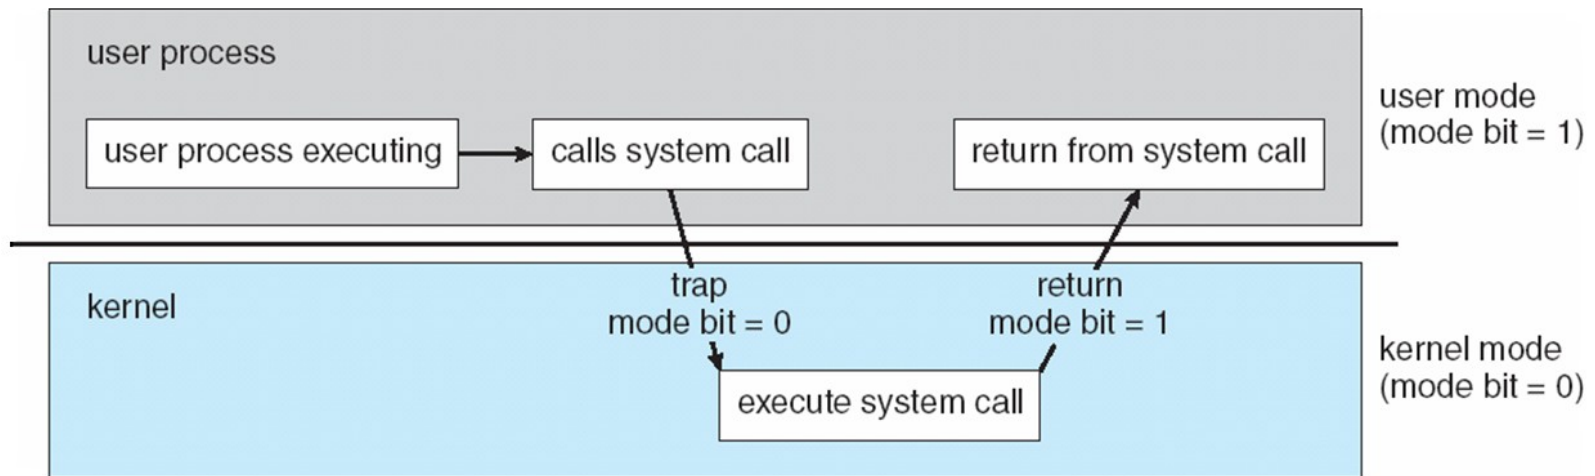 user process
user process executing
calls system call
return from system call
user mode
(mode bit = 1)
kernel
trap
mode bit = 0
return
mode bit = 1
execute system call
kernel mode
(mode bit = 0)